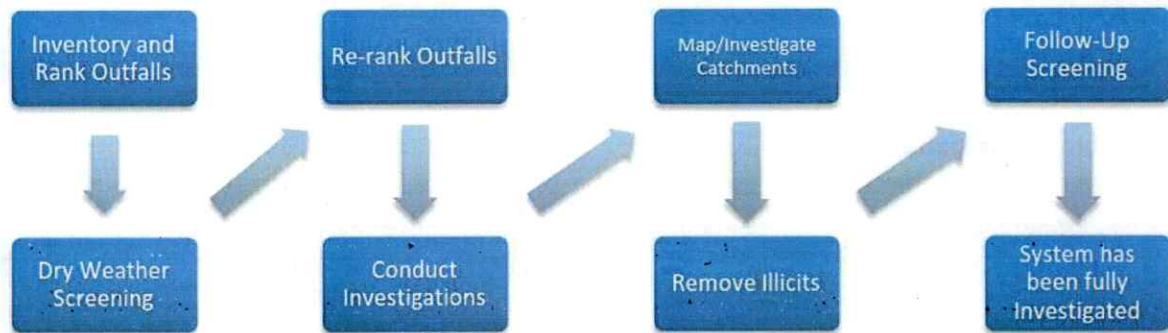 Inventory and
Rank Outfalls
Dry Weather
Screening
Re-rank Outfalls
Conduct
Investigations
Map/Investigate
Catchments
Remove Illicits
Follow-Up
Screening
System has
been fully
Investigated